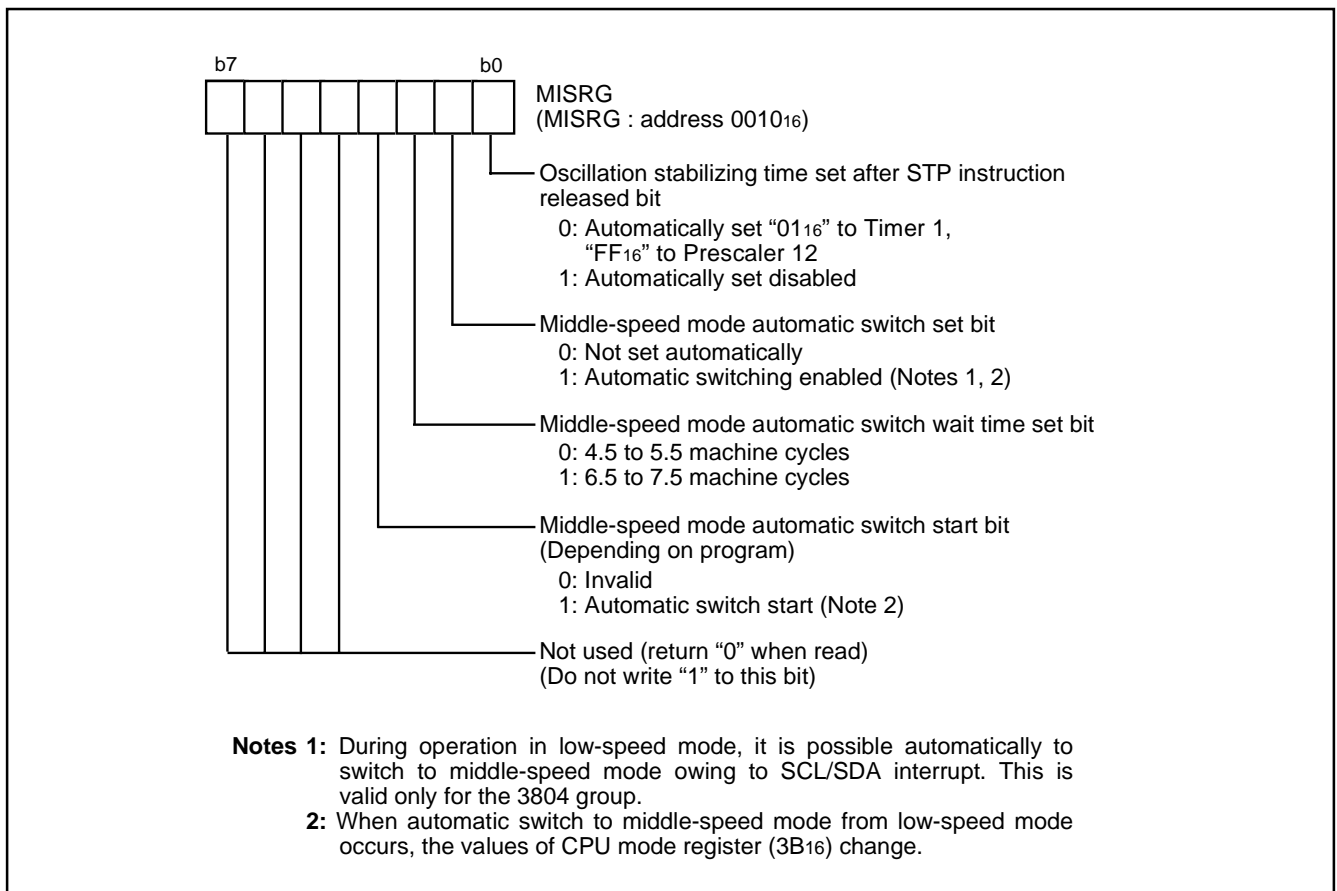 b7 b0
MISRG
(MISRG : address 0010₁₆)
Oscillation stabilizing time set after STP instruction
released bit
0: Automatically set “01₁₆” to Timer 1,
“FF₁₆” to Prescaler 12
1: Automatically set disabled
Middle-speed mode automatic switch set bit
0: Not set automatically
1: Automatic switching enabled (Notes 1, 2)
Middle-speed mode automatic switch wait time set bit
0: 4.5 to 5.5 machine cycles
1: 6.5 to 7.5 machine cycles
Middle-speed mode automatic switch start bit
(Depending on program)
0: Invalid
1: Automatic switch start (Note 2)
Not used (return “0” when read)
(Do not write “1” to this bit)
Notes 1: During operation in low-speed mode, it is possible automatically to
switch to middle-speed mode owing to SCL/SDA interrupt. This is
valid only for the 3804 group.
2: When automatic switch to middle-speed mode from low-speed mode
occurs, the values of CPU mode register (3B₁₆) change.